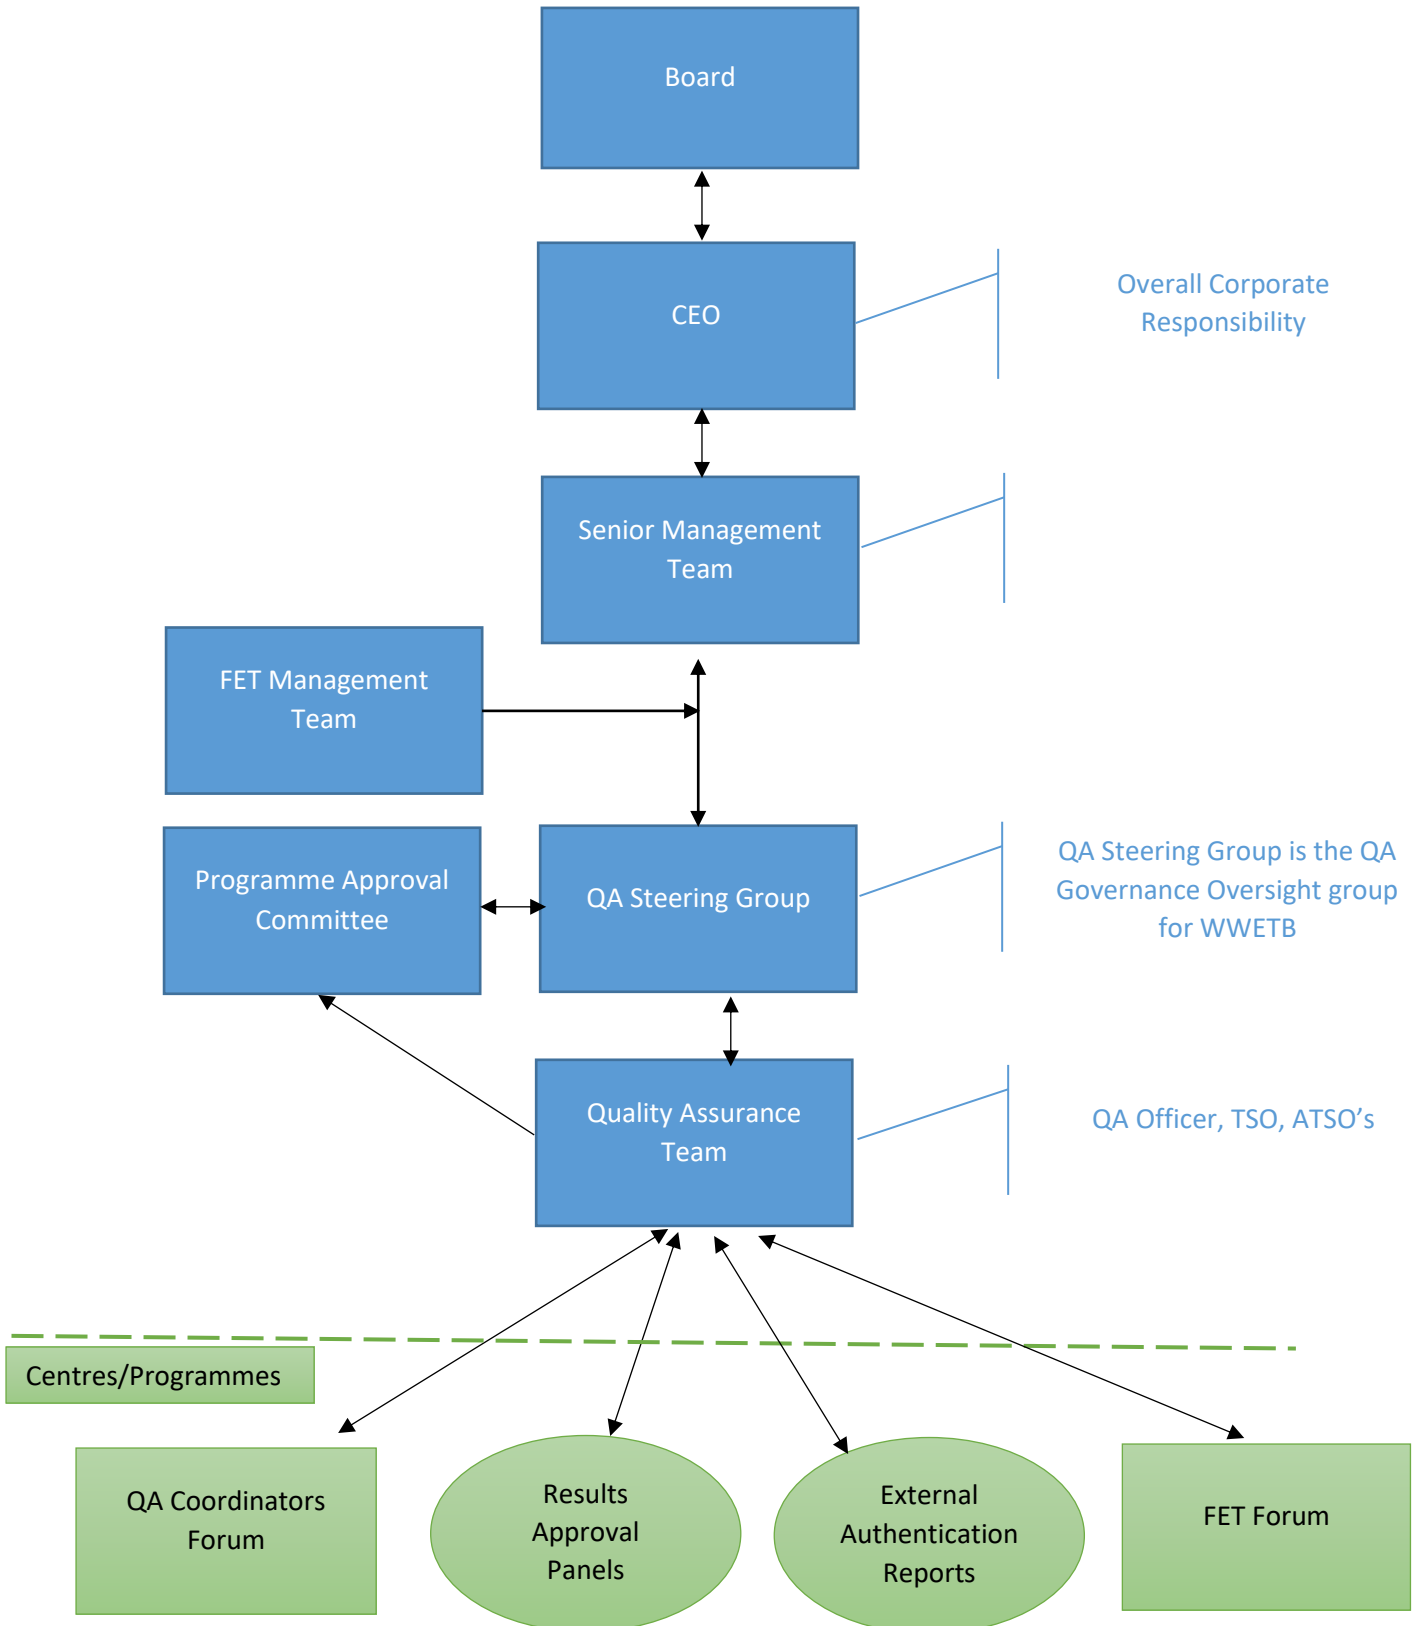 Board
CEO
Overall Corporate
Responsibility
Senior Management
Team
FET Management
Team
Programme Approval
Committee
QA Steering Group
QA Steering Group is the QA
Governance Oversight group
for WWETB
Quality Assurance
Team
QA Officer, TSO, ATSO’s
Centres/Programmes
QA Coordinators
Forum
Results
Approval
Panels
External
Authentication
Reports
FET Forum